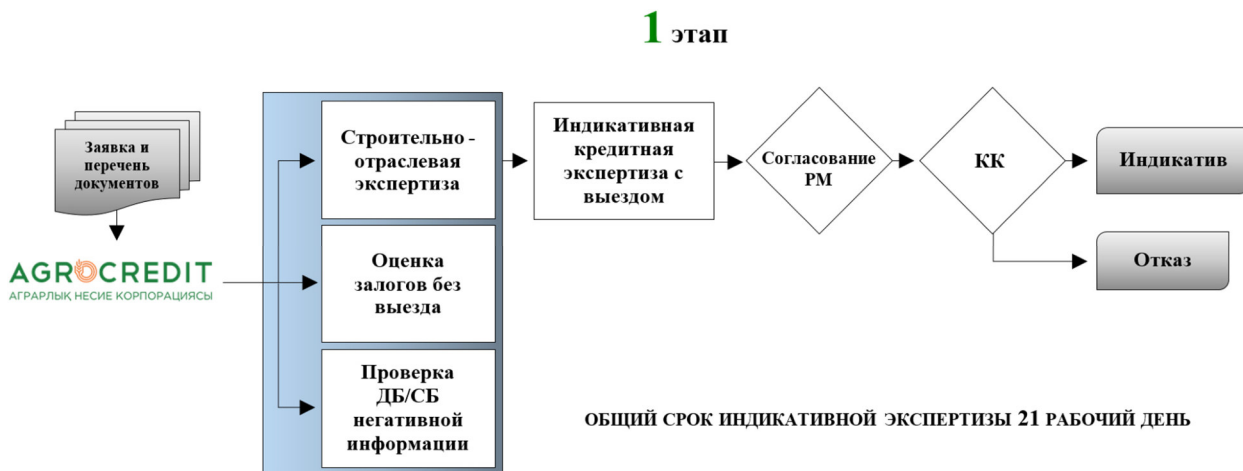 1 этап
Заявка и
перечень
документов
AGROCREDIT
АГРАРЛЫҚ НЕСИЕ КОРПОРАЦИЯСЫ
Строительно -
отраслевая
экспертиза
Оценка
залогов без
выезда
Проверка
ДБ/СБ
негативной
информации
Индикативная
кредитная
экспертиза с
выездом
Согласование
РМ
КК
Индикатив
Отказ
ОБЩИЙ СРОК ИНДИКАТИВНОЙ ЭКСПЕРТИЗЫ 21 РАБОЧИЙ ДЕНЬ